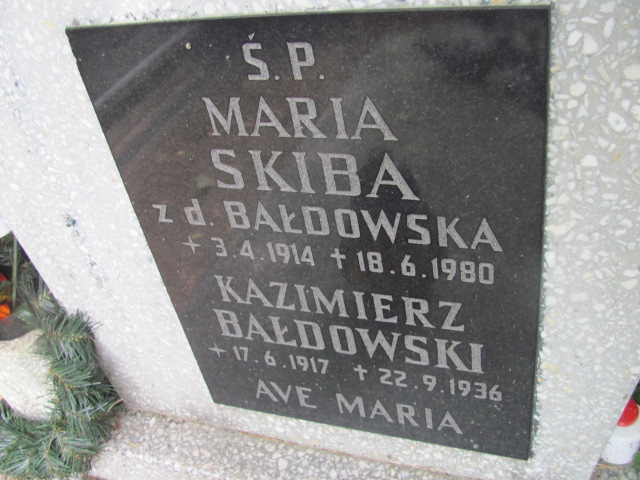 Ś.P.
MARIA
SKIBA
z d. BAŁDOWSKA
+ 3.4.1914 ✝ 18.6.1980
KAZIMIERZ
BAŁDOWSKI
+ 17.6.1917 ✝ 22.9.1936
AVE MARIA